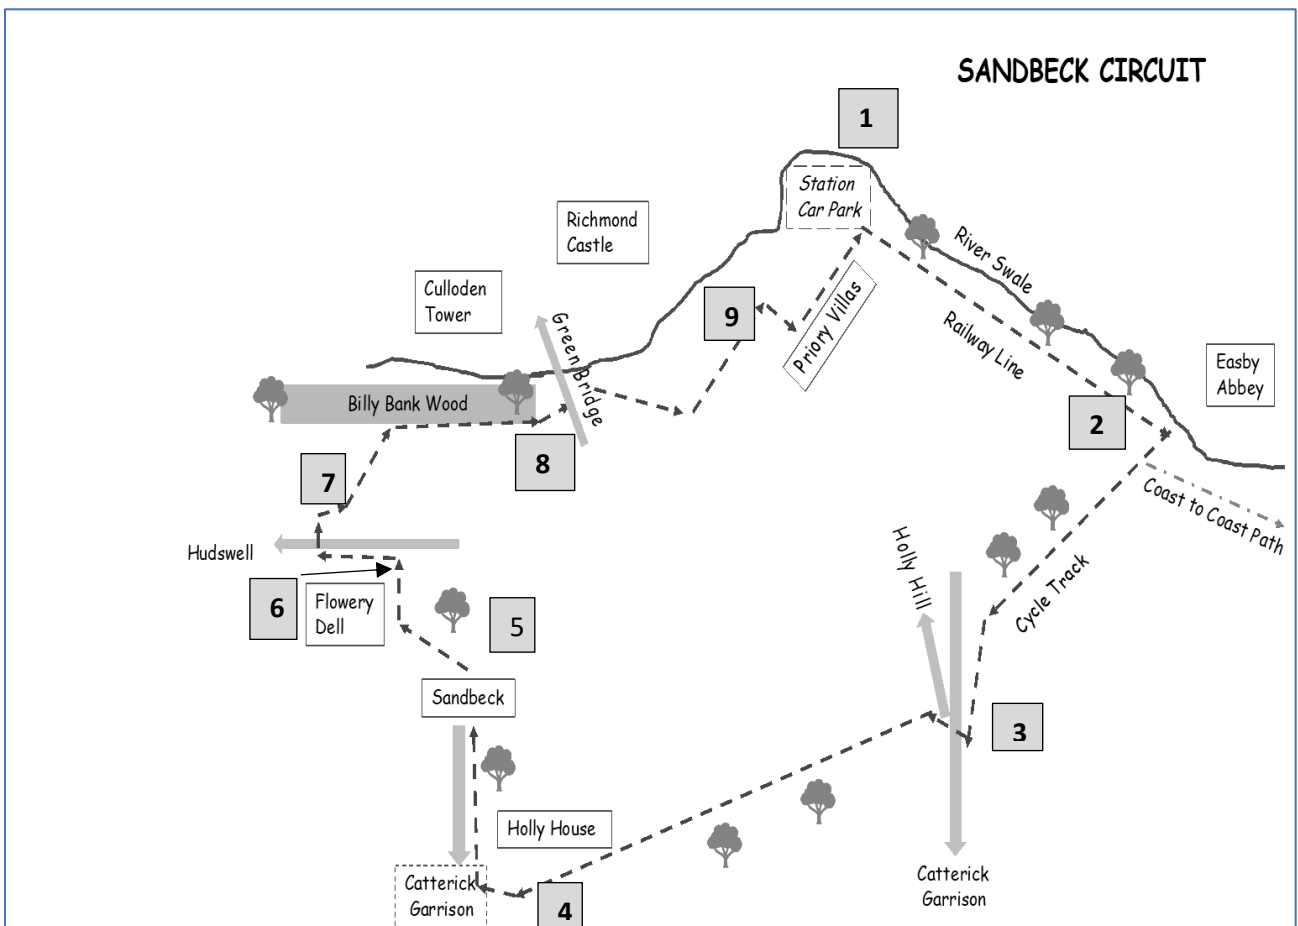 SANDBECK CIRCUIT
1
Station
Car Park
Richmond
Castle
River Swale
Culloden
Tower
Green Bridge
9
Priory Villas
Railway Line
Easby
Abbey
Billy Bank Wood
2
8
7
Coast to Coast Path
Hudswell
Holly Hill
Cycle Track
6
Flowery
Dell
5
Sandbeck
3
Holly House
Catterick
Garrison
4
Catterick
Garrison